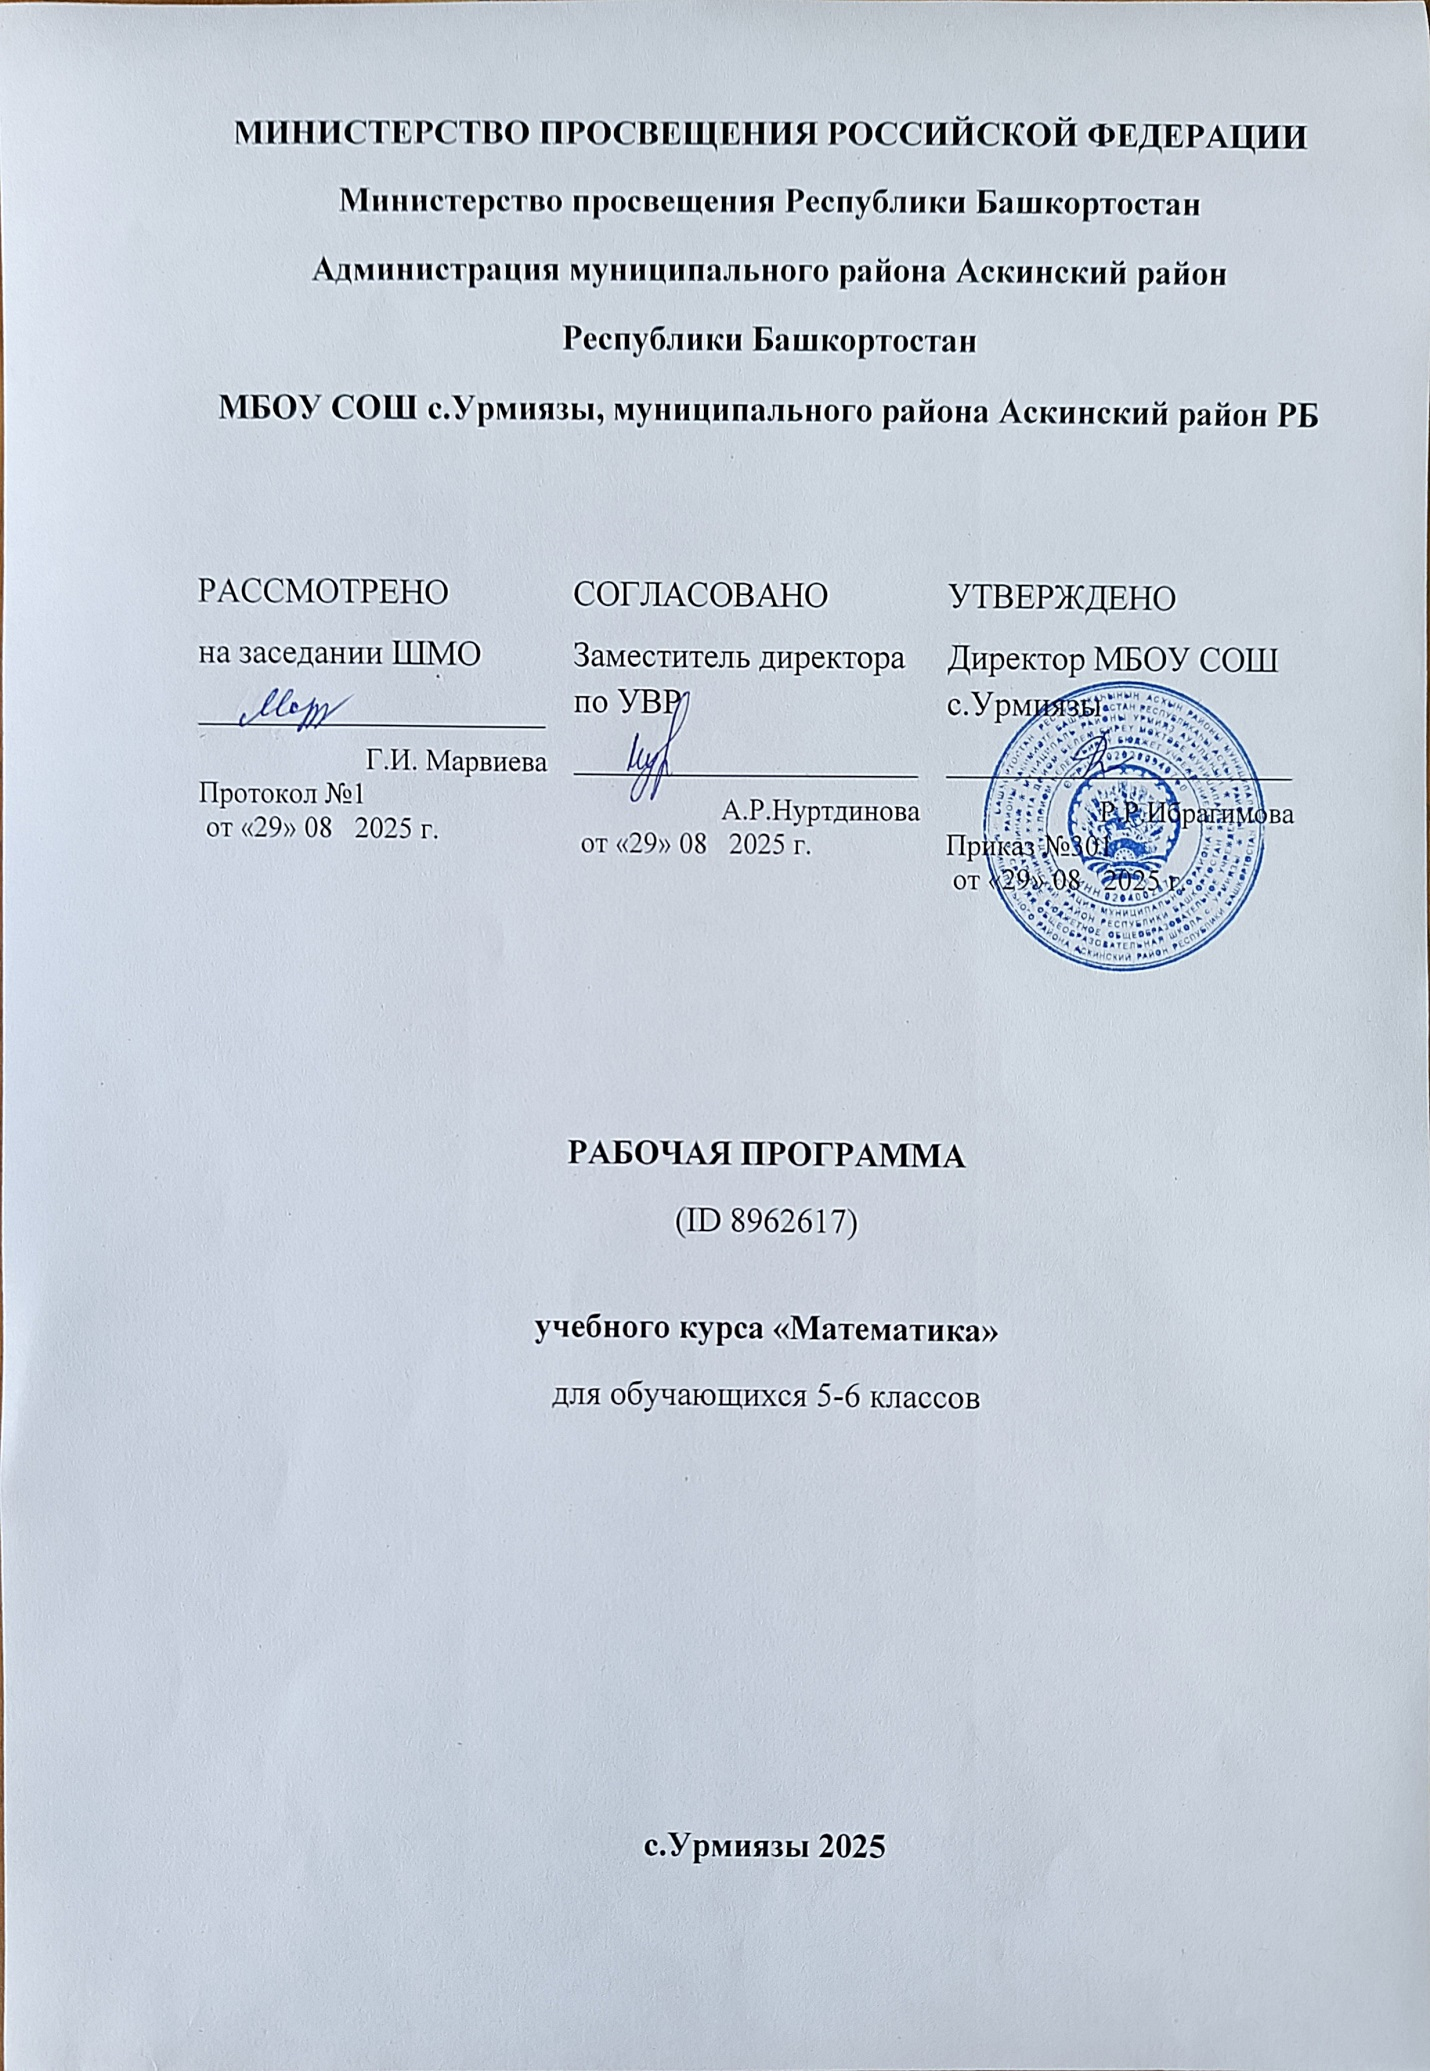 МИНИСТЕРСТВО ПРОСВЕЩЕНИЯ РОССИЙСКОЙ ФЕДЕРАЦИИ
Министерство просвещения Республики Башкортостан
Администрация муниципального района Аскинский район
Республики Башкортостан
МБОУ СОШ с.Урмиязы, муниципального района Аскинский район РБ
РАССМОТРЕНО
на заседании ШМО
Г.И. Марвиева
Протокол №1
от «29» 08 2025 г.
СОГЛАСОВАНО
Заместитель директора
по УВР
А.Р.Нуртдинова
от «29» 08 2025 г.
УТВЕРЖДЕНО
Директор МБОУ СОШ
с.Урмиязы
Р.Р.Ибрагимова
Приказ №301
от «29» 08 2025 г.
РАБОЧАЯ ПРОГРАММА
(ID 8962617)
учебного курса «Математика»
для обучающихся 5-6 классов
с.Урмиязы 2025